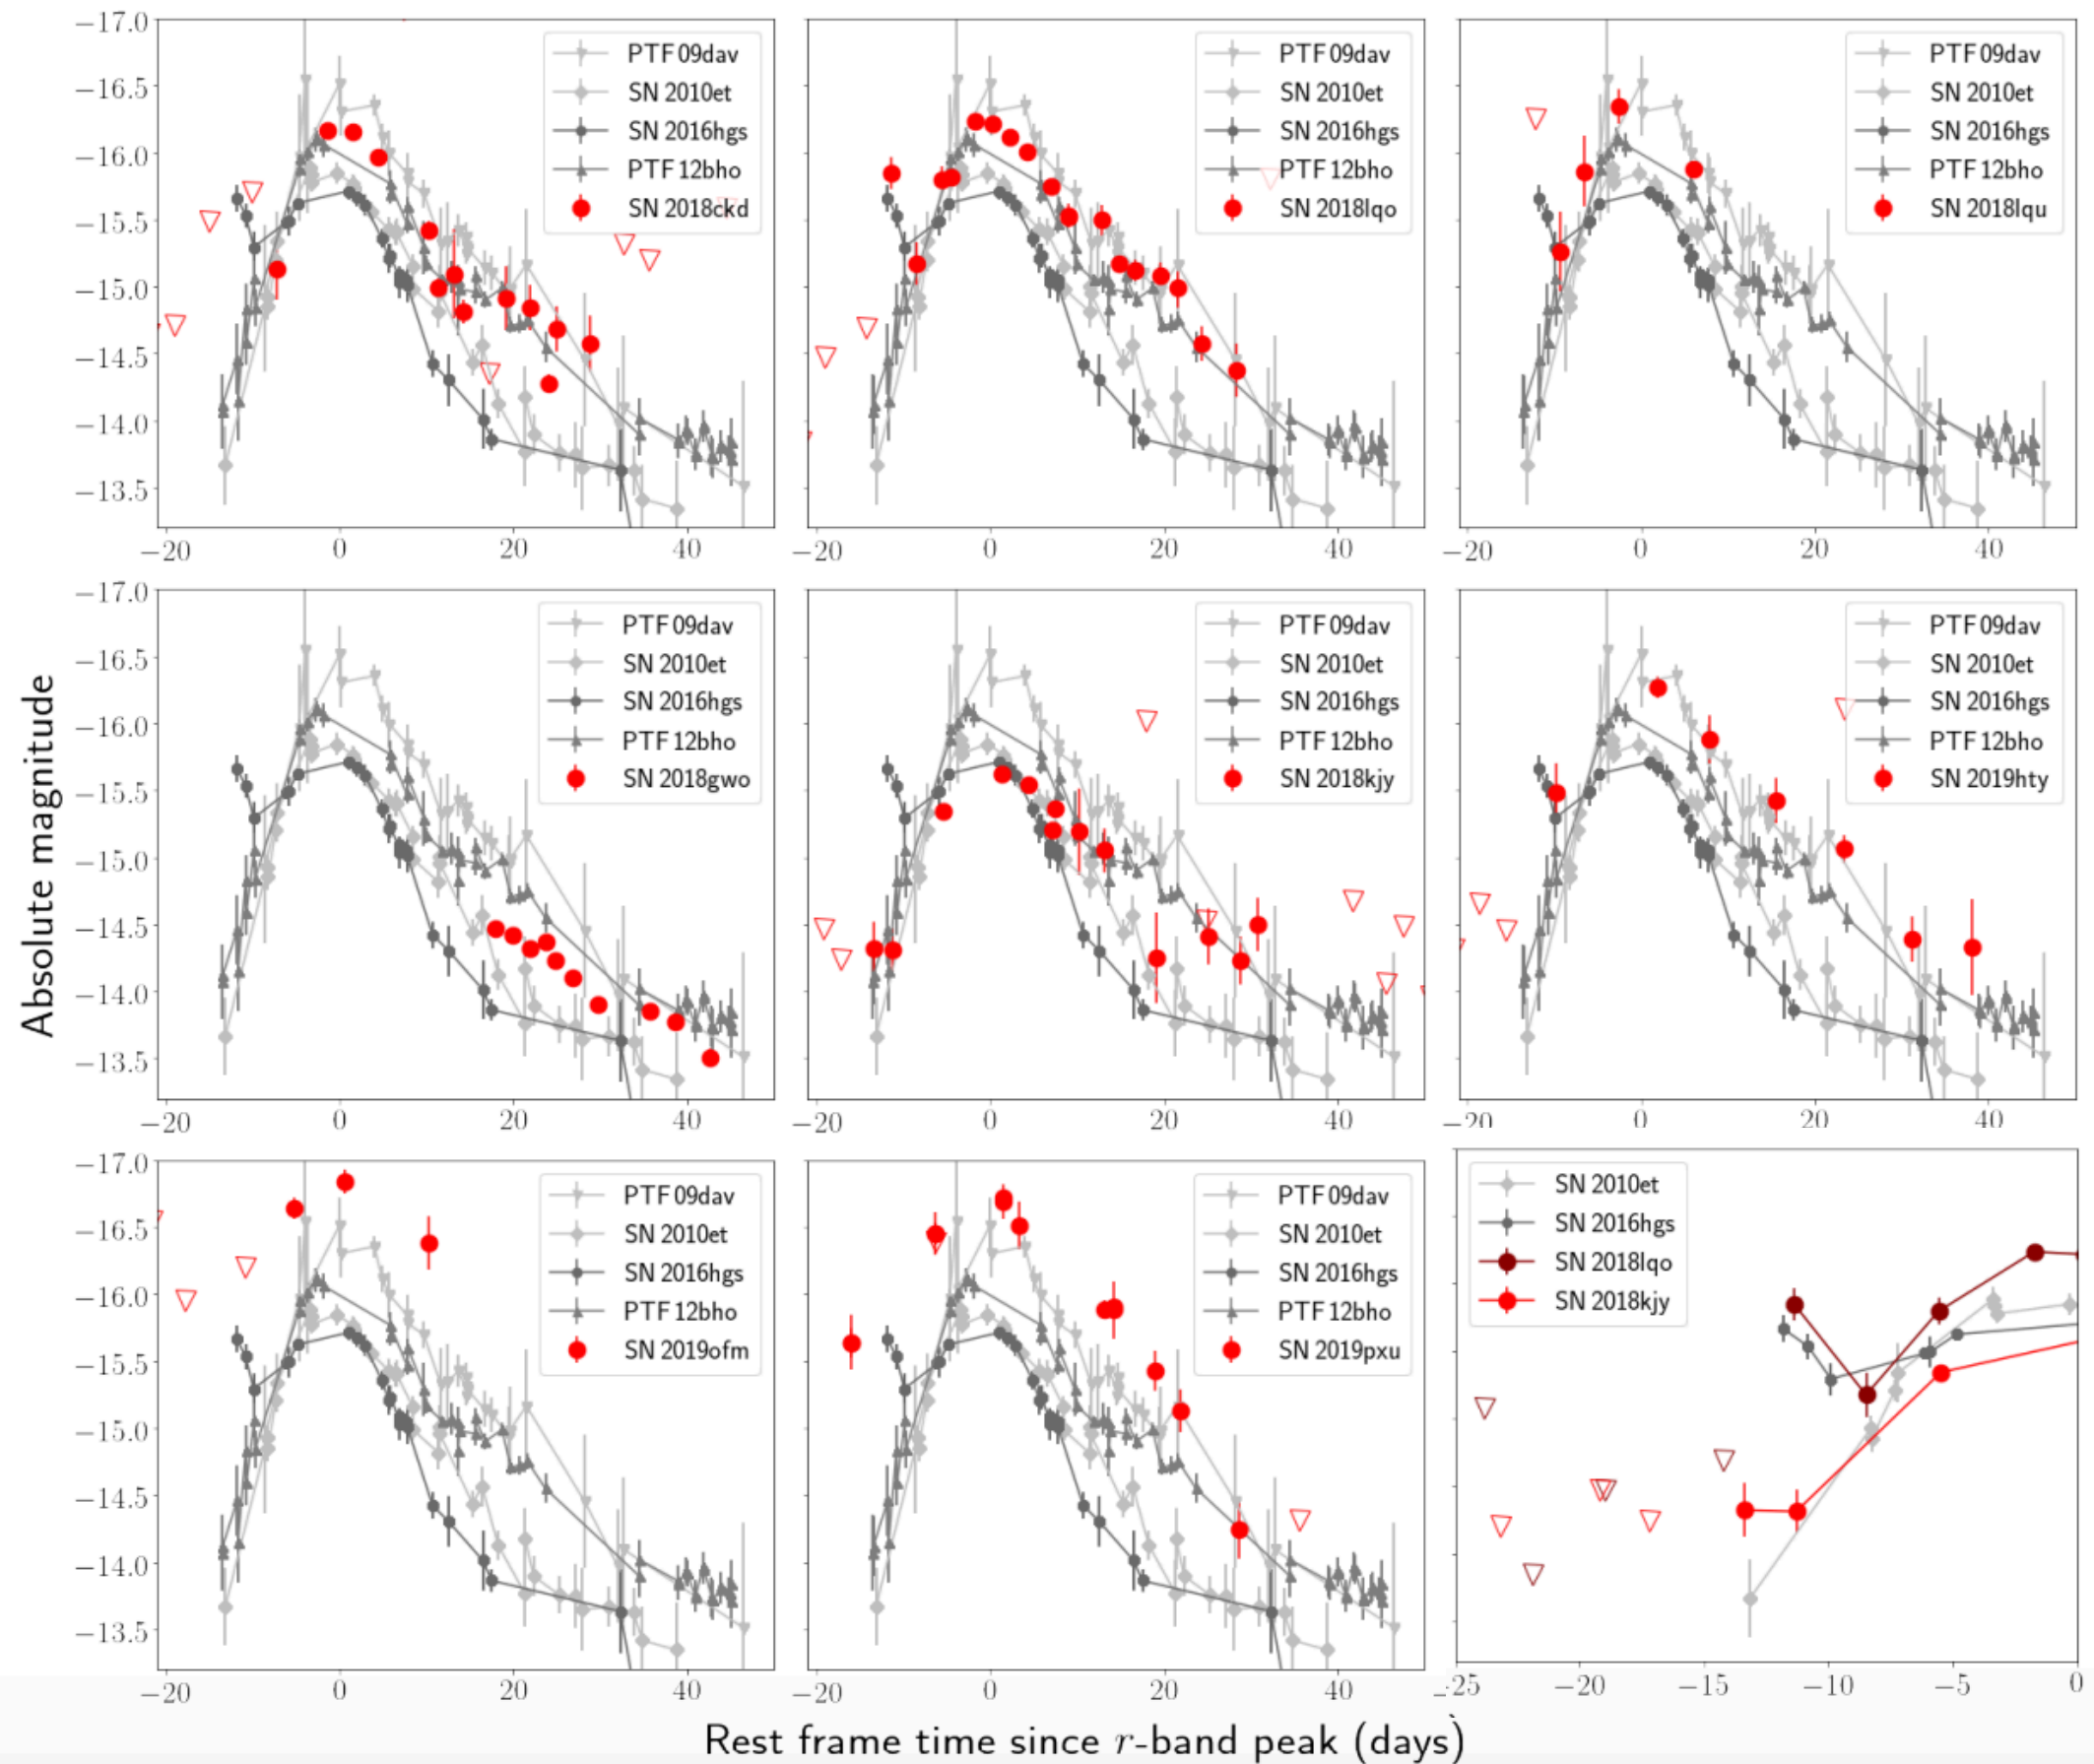 Absolute magnitude
−17.0
−16.5
−16.0
−15.5
−15.0
−14.5
−14.0
−13.5
PTF 09dav
SN 2010et
SN 2016hgs
PTF 12bho
SN 2018ckd
−20 0 20 40
PTF 09dav
SN 2010et
SN 2016hgs
PTF 12bho
SN 2018lqo
−20 0 20 40
PTF 09dav
SN 2010et
SN 2016hgs
PTF 12bho
SN 2018lqu
−20 0 20 40
−17.0
−16.5
−16.0
−15.5
−15.0
−14.5
−14.0
−13.5
PTF 09dav
SN 2010et
SN 2016hgs
PTF 12bho
SN 2018gwo
−20 0 20 40
PTF 09dav
SN 2010et
SN 2016hgs
PTF 12bho
SN 2018kjy
−20 0 20 40
PTF 09dav
SN 2010et
SN 2016hgs
PTF 12bho
SN 2019hty
−20 0 20 40
−17.0
−16.5
−16.0
−15.5
−15.0
−14.5
−14.0
−13.5
PTF 09dav
SN 2010et
SN 2016hgs
PTF 12bho
SN 2019ofm
−20 0 20 40
PTF 09dav
SN 2010et
SN 2016hgs
PTF 12bho
SN 2019pxu
−20 0 20 40
SN 2010et
SN 2016hgs
SN 2018lqo
SN 2018kjy
−25 −20 −15 −10 −5 0
Rest frame time since r-band peak (days)